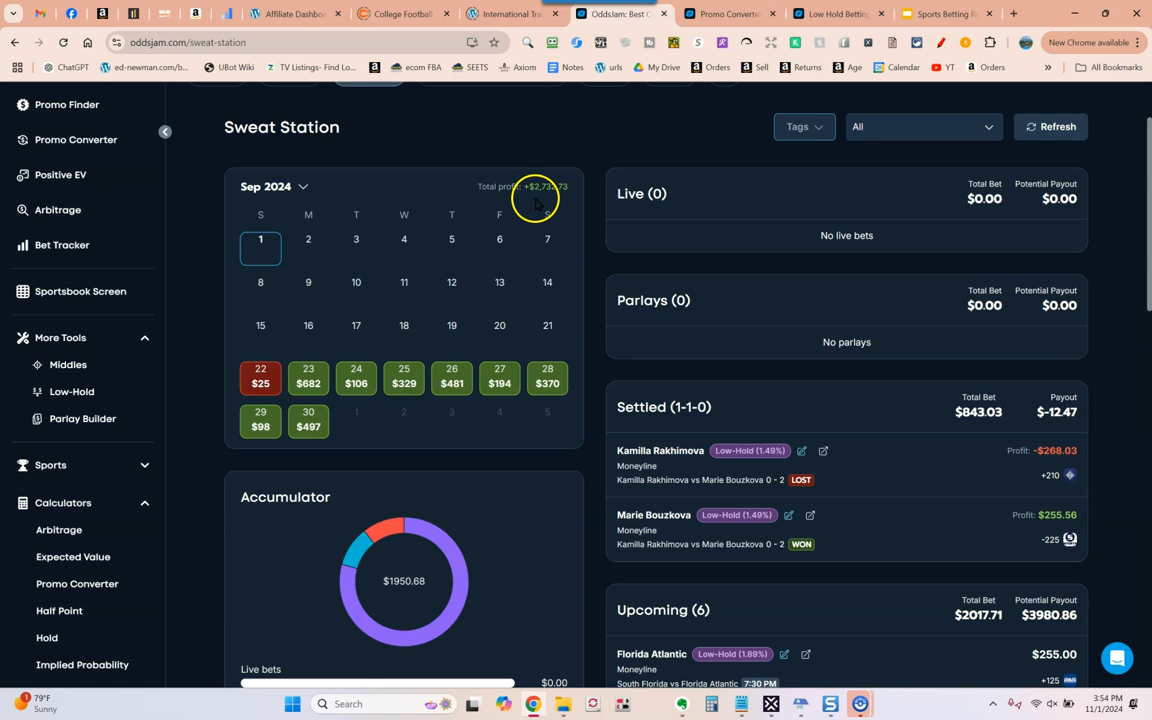 Affiliate Dashbo
College Football
International Tra
OddsJam: Best O
Promo Converte
Low Hold Betting
Sports Betting R
oddsjam.com/sweat-station
New Chrome available
ChatGPT
ed-newman.com/b...
UBot Wiki
TV Listings- Find Lo...
ecom FBA
SEETS
Axiom
Notes
urls
My Drive
Orders
Sell
Returns
Age
Calendar
YT
Orders
All Bookmarks
Promo Finder
Promo Converter
Positive EV
Arbitrage
Bet Tracker
Sportsbook Screen
More Tools
Middles
Low-Hold
Parlay Builder
Sports
Calculators
Arbitrage
Expected Value
Promo Converter
Half Point
Hold
Implied Probability
Sweat Station
Tags
All
Refresh
Sep 2024
Total profit: +$2,732.73
S M T W T F S
1 2 3 4 5 6 7
8 9 10 11 12 13 14
15 16 17 18 19 20 21
22 23 24 25 26 27 28
$25 $682 $106 $329 $481 $194 $370
29 30 1 2 3 4 5
$98 $497
Accumulator
$1950.68
Live bets
$0.00
Live (0)
Total Bet Potential Payout
$0.00 $0.00
No live bets
Parlays (0)
Total Bet Potential Payout
$0.00 $0.00
No parlays
Settled (1-1-0)
Total Bet Payout
$843.03 $-12.47
Kamilla Rakhimova Low-Hold (1.49%)
Profit: -$268.03
Moneyline
+210
Kamilla Rakhimova vs Marie Bouzkova 0 - 2 LOST
Marie Bouzkova Low-Hold (1.49%)
Profit: $255.56
Moneyline
-225
Kamilla Rakhimova vs Marie Bouzkova 0 - 2 WON
Upcoming (6)
Total Bet Potential Payout
$2017.71 $3980.86
Florida Atlantic Low-Hold (1.89%)
$255.00
Moneyline
+125
South Florida vs Florida Atlantic 7:30 PM
79°F
Sunny
Search
3:54 PM
11/1/2024